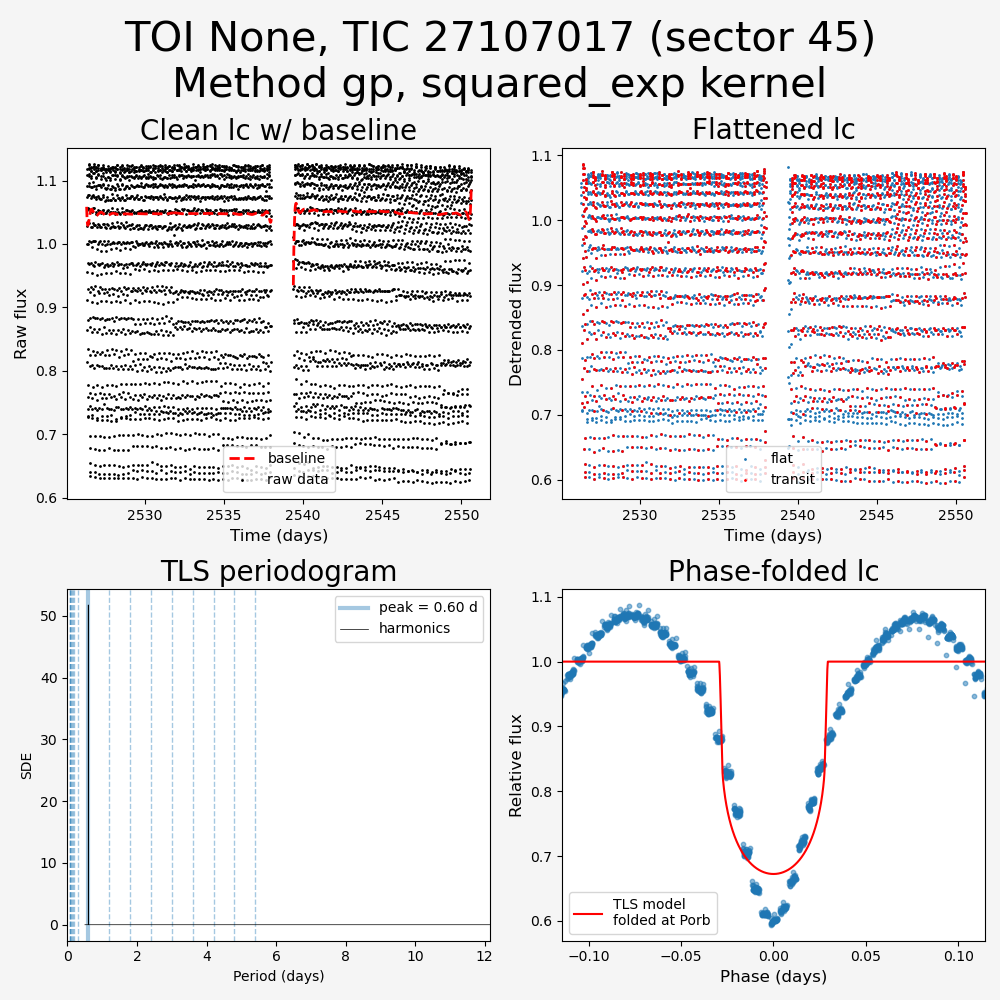 TOI None, TIC 27107017 (sector 45)
Method gp, squared_exp kernel
Clean lc w/ baseline
Raw flux
1.1
1.0
0.9
0.8
0.7
0.6
baseline
raw data
2530
2535
2540
2545
2550
Time (days)
Flattened lc
Detrended flux
1.1
1.0
0.9
0.8
0.7
0.6
flat
transit
2530
2535
2540
2545
2550
Time (days)
TLS periodogram
SDE
50
40
30
20
10
0
peak = 0.60 d
harmonics
0
2
4
6
8
10
12
Period (days)
Phase-folded lc
Relative flux
1.1
1.0
0.9
0.8
0.7
0.6
TLS model
folded at Porb
−0.10
−0.05
0.00
0.05
0.10
Phase (days)